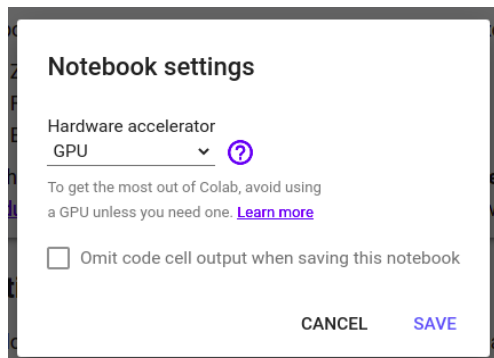 Notebook settings
Hardware accelerator
GPU
To get the most out of Colab, avoid using
a GPU unless you need one. Learn more
Omit code cell output when saving this notebook
CANCEL SAVE